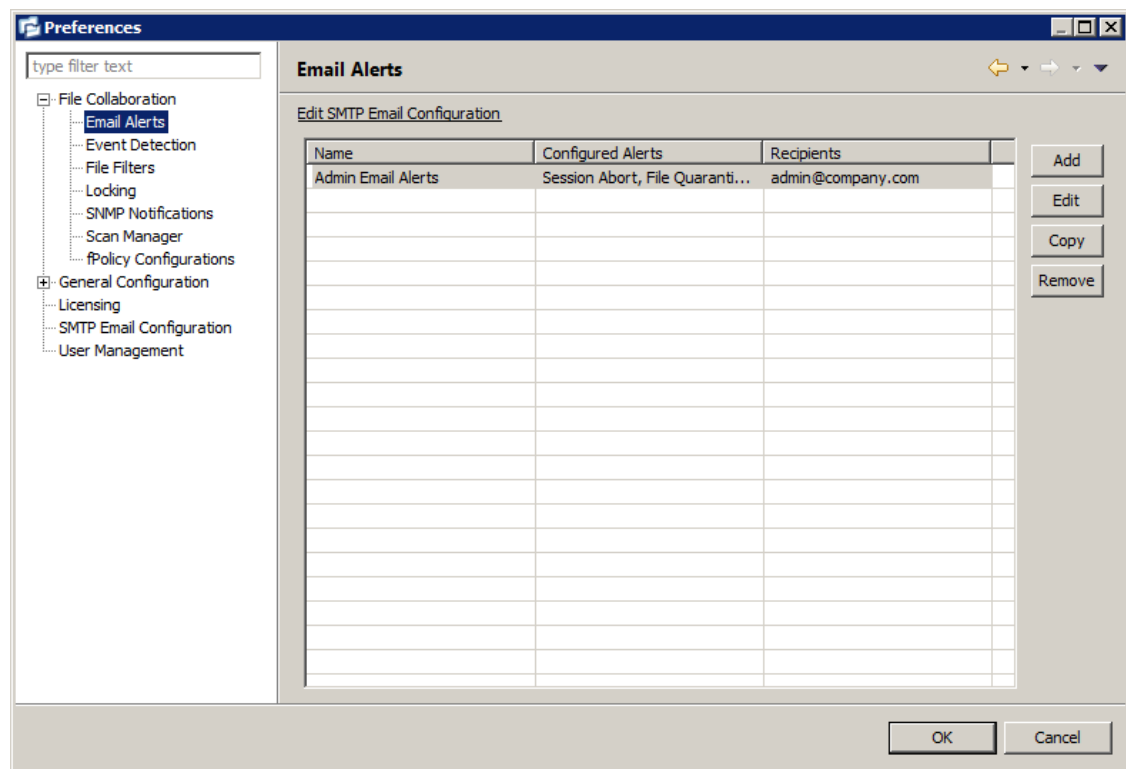 Preferences
type filter text
File Collaboration
Email Alerts
Event Detection
File Filters
Locking
SNMP Notifications
Scan Manager
fPolicy Configurations
General Configuration
Licensing
SMTP Email Configuration
User Management
Email Alerts
Edit SMTP Email Configuration
Name Configured Alerts Recipients
Admin Email Alerts Session Abort, File Quaranti... admin@company.com
Add
Edit
Copy
Remove
OK Cancel